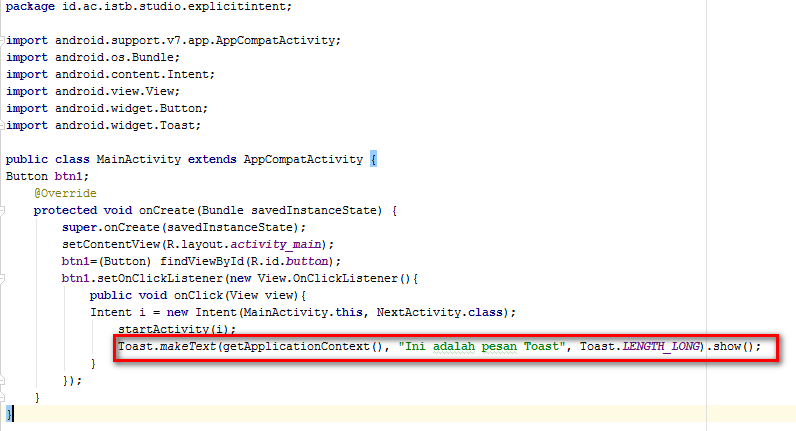 package id.ac.istb.studio.explicitintent;
import android.support.v7.app.AppCompatActivity;
import android.os.Bundle;
import android.content.Intent;
import android.view.View;
import android.widget.Button;
import android.widget.Toast;
public class MainActivity extends AppCompatActivity {
Button btn1;
@Override
protected void onCreate(Bundle savedInstanceState) {
super.onCreate(savedInstanceState);
setContentView(R.layout.activity_main);
btn1=(Button) findViewById(R.id.button);
btn1.setOnClickListener(new View.OnClickListener(){
public void onClick(View view){
Intent i = new Intent(MainActivity.this, NextActivity.class);
startActivity(i);
Toast.makeText(getApplicationContext(), "Ini adalah pesan Toast", Toast.LENGTH_LONG).show();
}
});
}
}